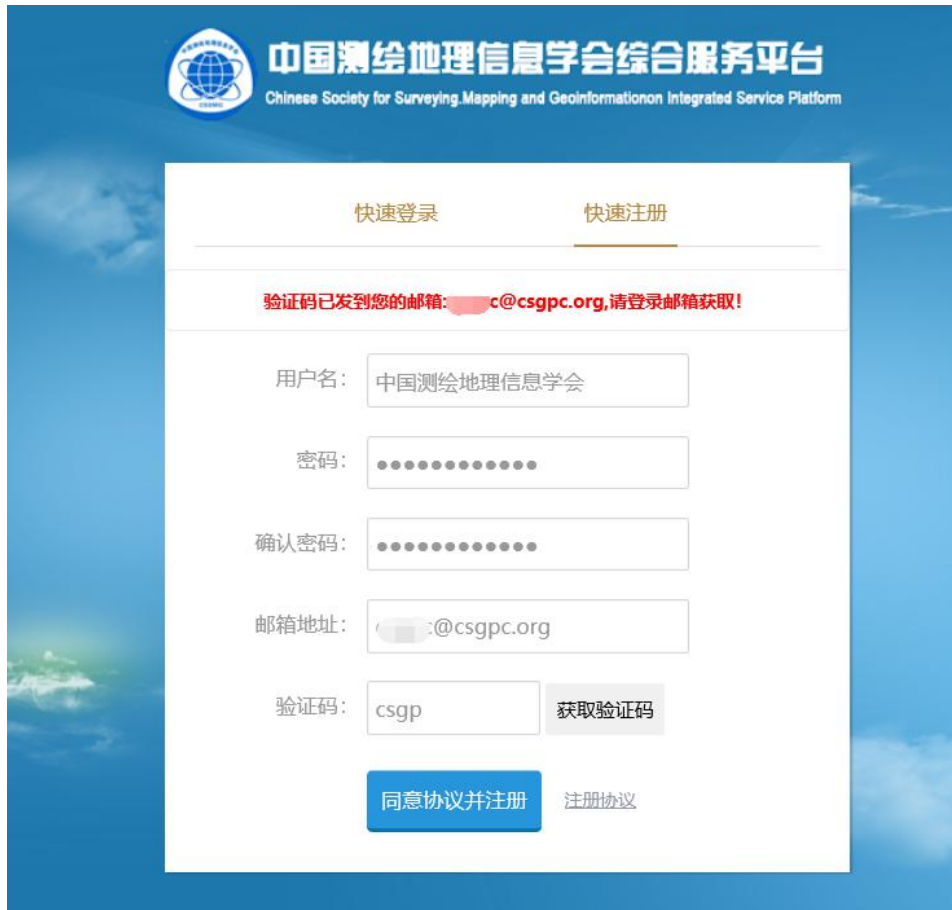 中国测绘地理信息学会综合服务平台
Chinese Society for Surveying.Mapping and Geoinformationon Integrated Service Platform
快速登录 快速注册
验证码已发到您的邮箱: c@csgpc.org,请登录邮箱获取!
用户名: 中国测绘地理信息学会
密码: ●●●●●●●●●●●●
确认密码: ●●●●●●●●●●●●
邮箱地址: @csgpc.org
验证码: csgp 获取验证码
同意协议并注册 注册协议